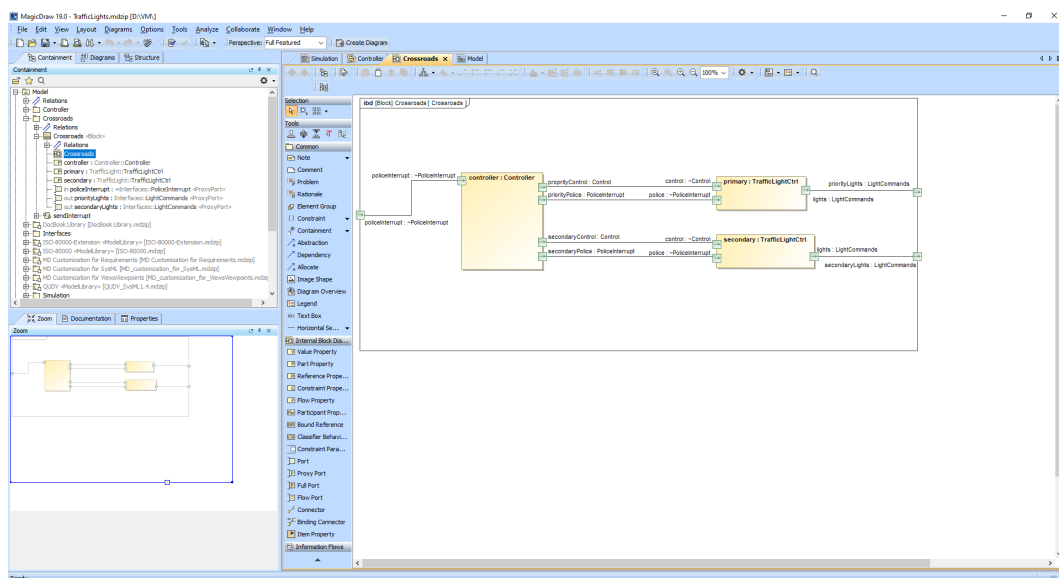 MagicDraw 19.0 - TrafficLights.mdzip [D:\VM\]
File Edit View Layout Diagrams Options Tools Analyze Collaborate Window Help
Perspective: Full Featured
Create Diagram
Containment Diagrams Structure
Simulation Controller Crossroads Model
Containment
100%
Model
Relations
Controller
Crossroads
Relations
Crossroads «Block»
Relations
Crossroads
controller : Controller::Controller
primary : TrafficLight::TrafficLightCtrl
secondary : TrafficLight::TrafficLightCtrl
in policeInterrupt : ~Interfaces::PoliceInterrupt «ProxyPort»
out priorityLights : Interfaces::LightCommands «ProxyPort»
out secondaryLights : Interfaces::LightCommands «ProxyPort»
sendInterrupt
DocBook Library [DocBook Library.mdzip]
Interfaces
ISO-80000-Extension «ModelLibrary» [ISO-80000-Extension.mdzip]
ISO-80000 «ModelLibrary» [ISO-80000.mdzip]
MD Customization for Requirements [MD Customization for Requirements.mdzip]
MD Customization for SysML [MD_customization_for_SysML.mdzip]
MD Customization for ViewsViewpoints [MD_customization_for_ViewsViewpoints.mdzip
QUDV «ModelLibrary» [QUDV_SysML1.4.mdzip]
Simulation
Zoom Documentation Properties
Zoom
Selection
Tools
Common
Note
Comment
Problem
Rationale
Element Group
Constraint
Containment
Abstraction
Dependency
Allocate
Image Shape
Diagram Overview
Legend
Text Box
Horizontal Se...
Internal Block Dia...
Value Property
Part Property
Reference Prope...
Constraint Prope...
Flow Property
Participant Prop...
Bound Reference
Classifier Behavi...
Constraint Para...
Port
Proxy Port
Full Port
Flow Port
Connector
Binding Connector
Item Property
Information Flows
ibd [Block] Crossroads [ Crossroads ]
policeInterrupt : ~PoliceInterrupt
controller : Controller
propriityControl : Control
control : ~Control
primary : TrafficLightCtrl
priorityLights : LightCommands
priorityPolice : PoliceInterrupt
police : ~PoliceInterrupt
lights : LightCommands
policeInterrupt : ~PoliceInterrupt
secondaryControl : Control
control : ~Control
secondary : TrafficLightCtrl
secondaryPolice : PoliceInterrupt
police : ~PoliceInterrupt
lights : LightCommands
secondaryLights : LightCommands